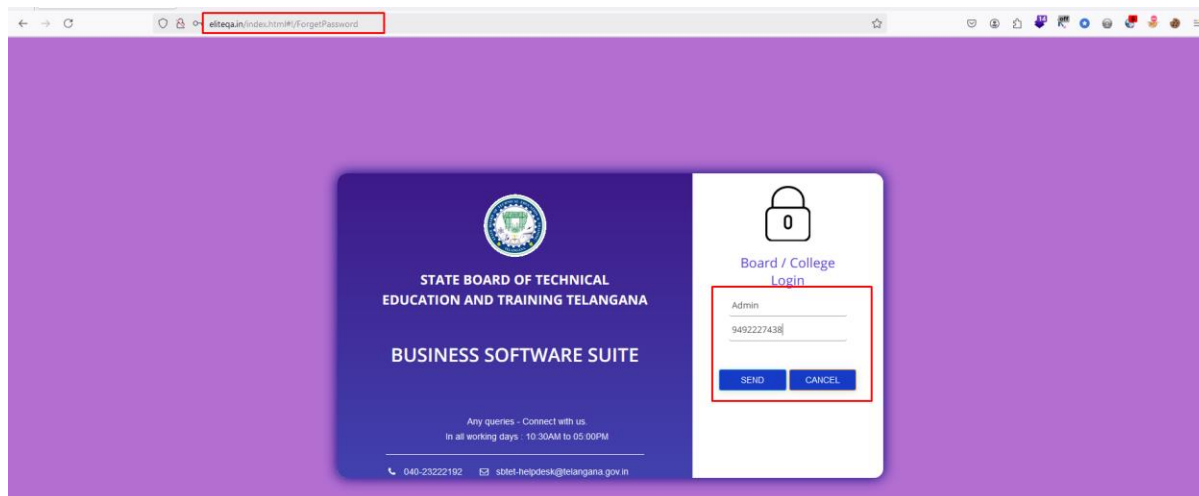 eliteqa.in/index.html#!/ForgetPassword
STATE BOARD OF TECHNICAL
EDUCATION AND TRAINING TELANGANA
BUSINESS SOFTWARE SUITE
Any queries - Connect with us.
In all working days : 10:30AM to 05:00PM
040-23222192 sbtet-helpdesk@telangana.gov.in
Board / College
Login
Admin
9492227438
SEND CANCEL